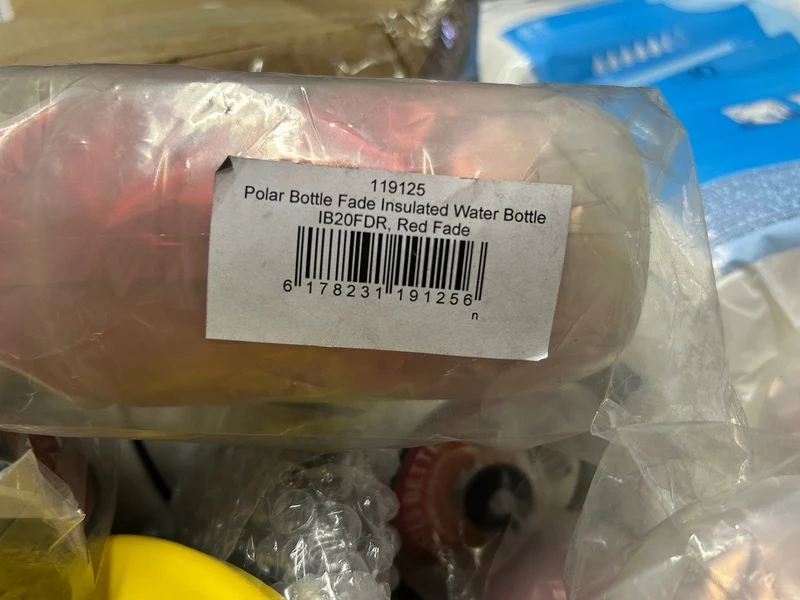 119125
Polar Bottle Fade Insulated Water Bottle
IB20FDR, Red Fade
6 178231 191256
n